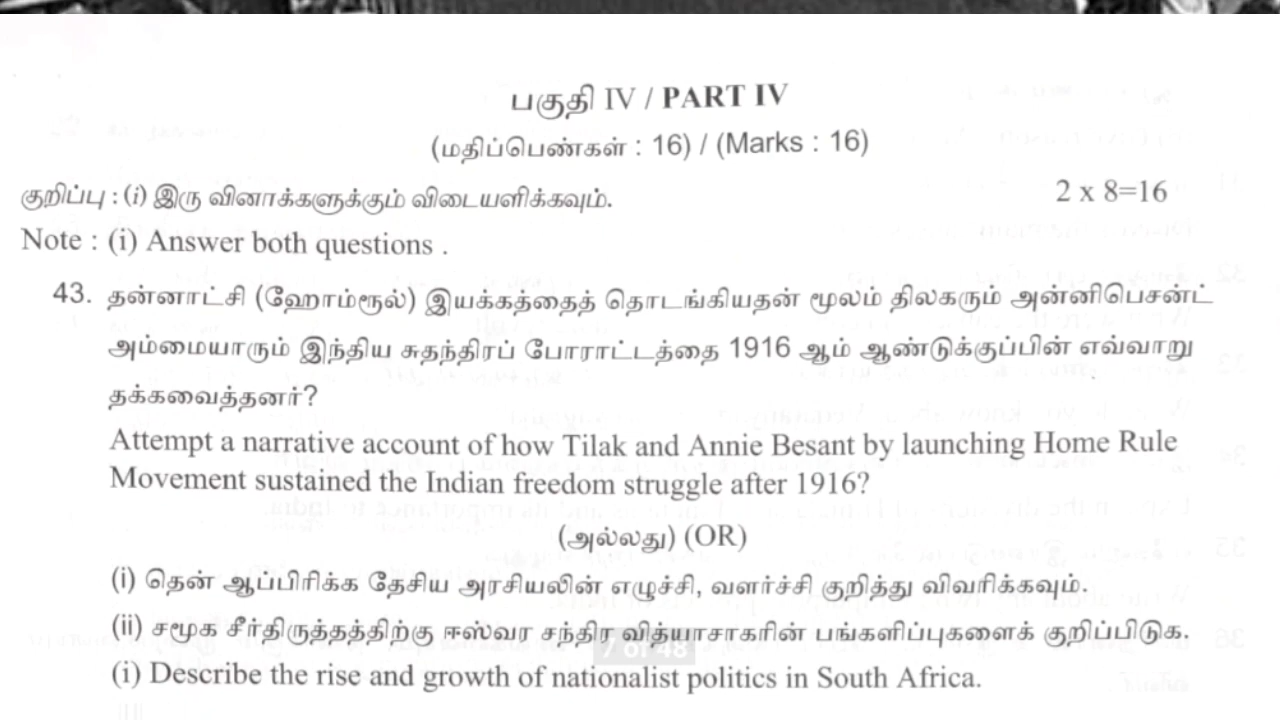 பகுதி IV / PART IV
(மதிப்பெண்கள் : 16) / (Marks : 16)
குறிப்பு : (i) இரு வினாக்களுக்கும் விடையளிக்கவும். 2 x 8=16
Note : (i) Answer both questions .
43. தன்னாட்சி (ஹோம்ரூல்) இயக்கத்தைத் தொடங்கியதன் மூலம் திலகரும் அன்னிபெசன்ட்
அம்மையாரும் இந்திய சுதந்திரப் போராட்டத்தை 1916 ஆம் ஆண்டுக்குப்பின் எவ்வாறு
தக்கவைத்தனர்?
Attempt a narrative account of how Tilak and Annie Besant by launching Home Rule
Movement sustained the Indian freedom struggle after 1916?
(அல்லது) (OR)
(i) தென் ஆப்பிரிக்க தேசிய அரசியலின் எழுச்சி, வளர்ச்சி குறித்து விவரிக்கவும்.
(ii) சமூக சீர்திருத்தத்திற்கு ஈஸ்வர சந்திர வித்யாசாகரின் பங்களிப்புகளைக் குறிப்பிடுக.
7 of 48
(i) Describe the rise and growth of nationalist politics in South Africa.